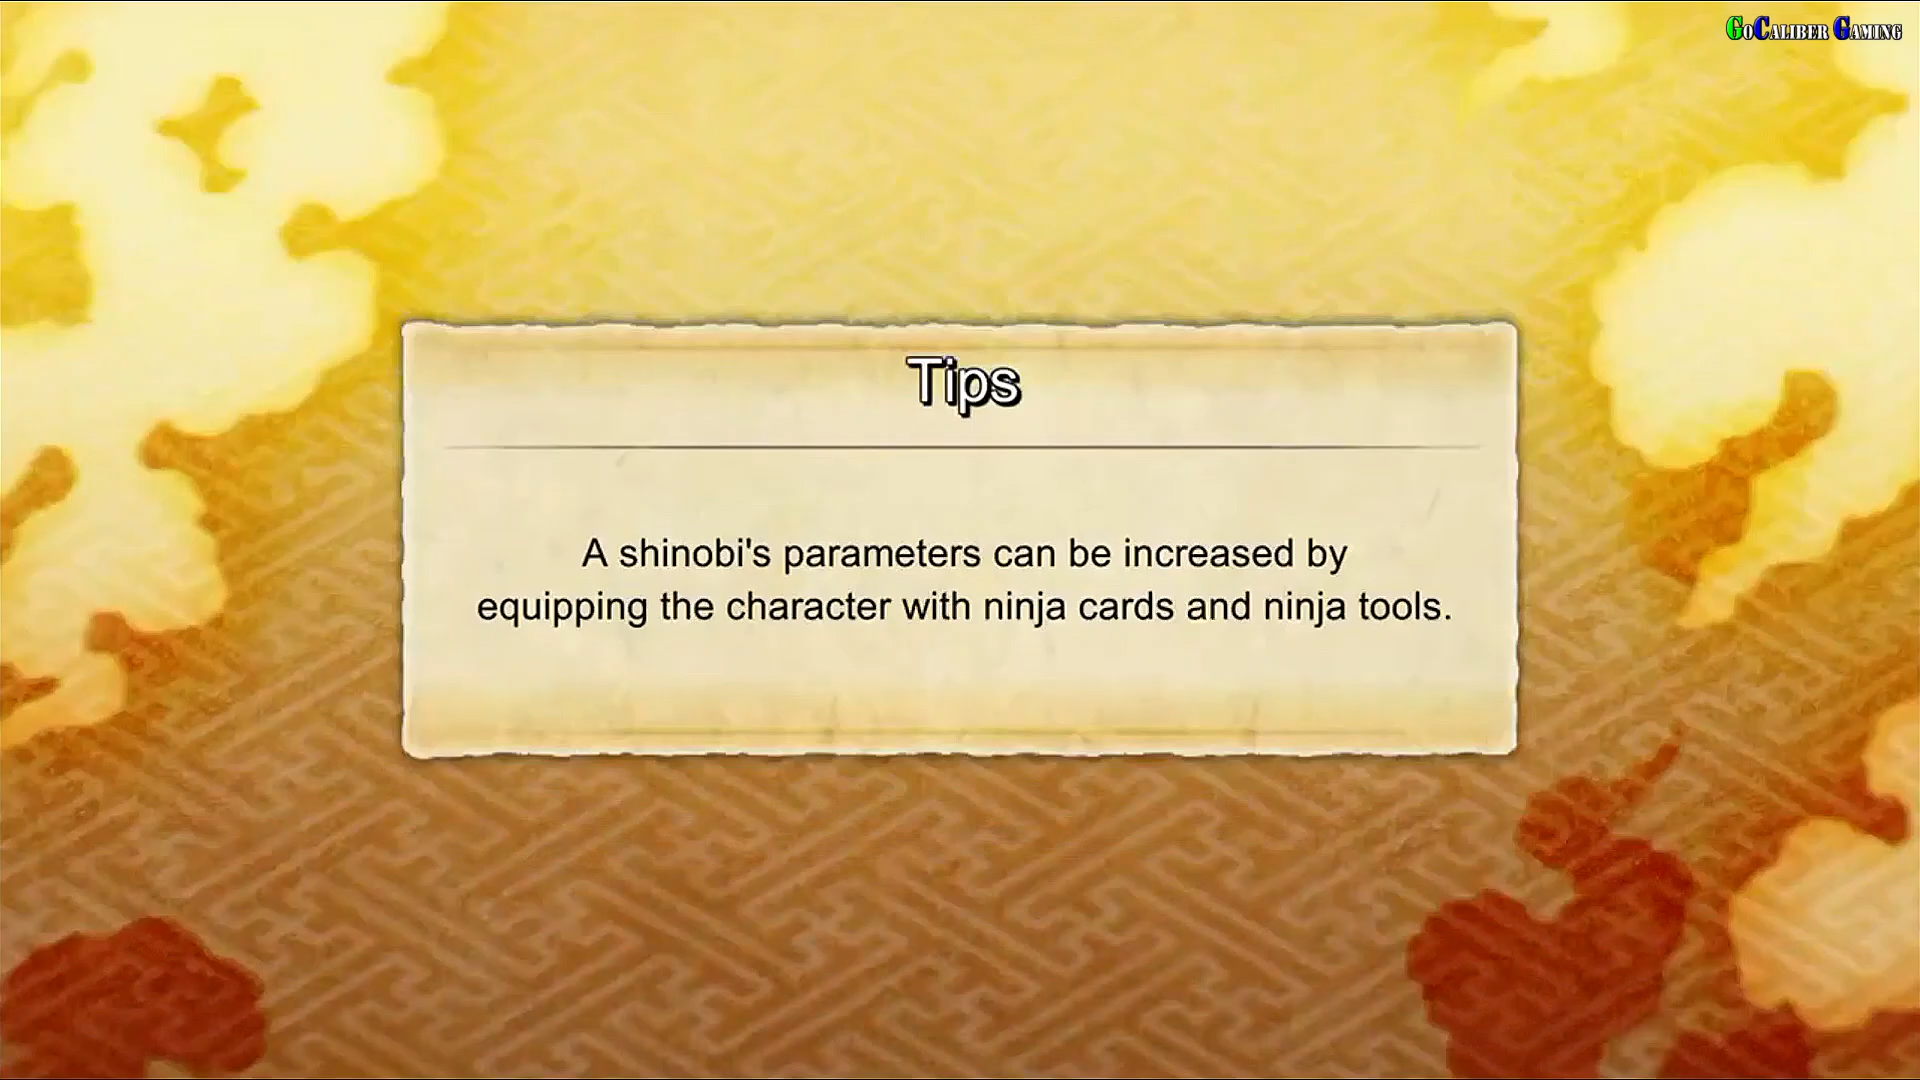 GoCaliber Gaming
Tips
A shinobi's parameters can be increased by
equipping the character with ninja cards and ninja tools.